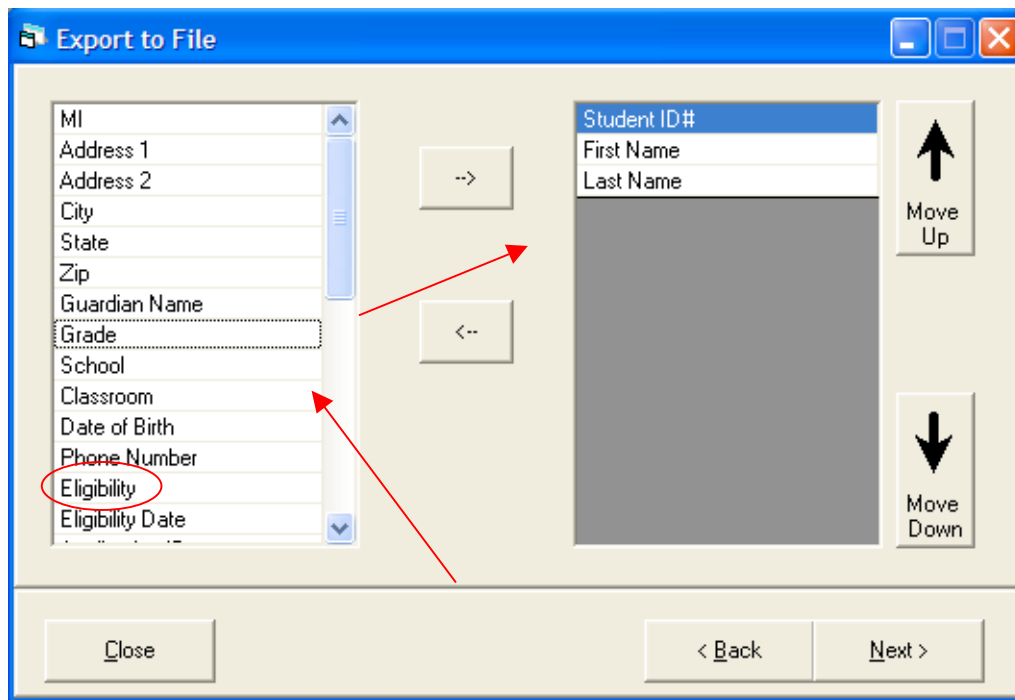 Export to File
MI
Address 1
Address 2
City
State
Zip
Guardian Name
Grade
School
Classroom
Date of Birth
Phone Number
Eligibility
Eligibility Date
-->
<--
Student ID#
First Name
Last Name
Move
Up
Move
Down
Close
< Back
Next >